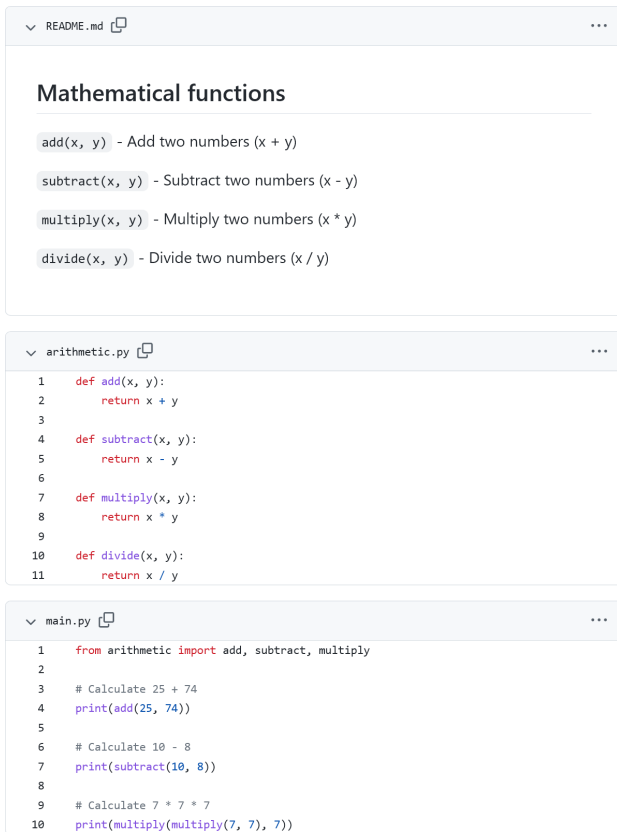 README.md
Mathematical functions
add(x, y) - Add two numbers (x + y)
subtract(x, y) - Subtract two numbers (x - y)
multiply(x, y) - Multiply two numbers (x * y)
divide(x, y) - Divide two numbers (x / y)
arithmetic.py
1 def add(x, y):
2     return x + y
3
4 def subtract(x, y):
5     return x - y
6
7 def multiply(x, y):
8     return x * y
9
10 def divide(x, y):
11     return x / y
main.py
1 from arithmetic import add, subtract, multiply
2
3 # Calculate 25 + 74
4 print(add(25, 74))
5
6 # Calculate 10 - 8
7 print(subtract(10, 8))
8
9 # Calculate 7 * 7 * 7
10 print(multiply(multiply(7, 7), 7))